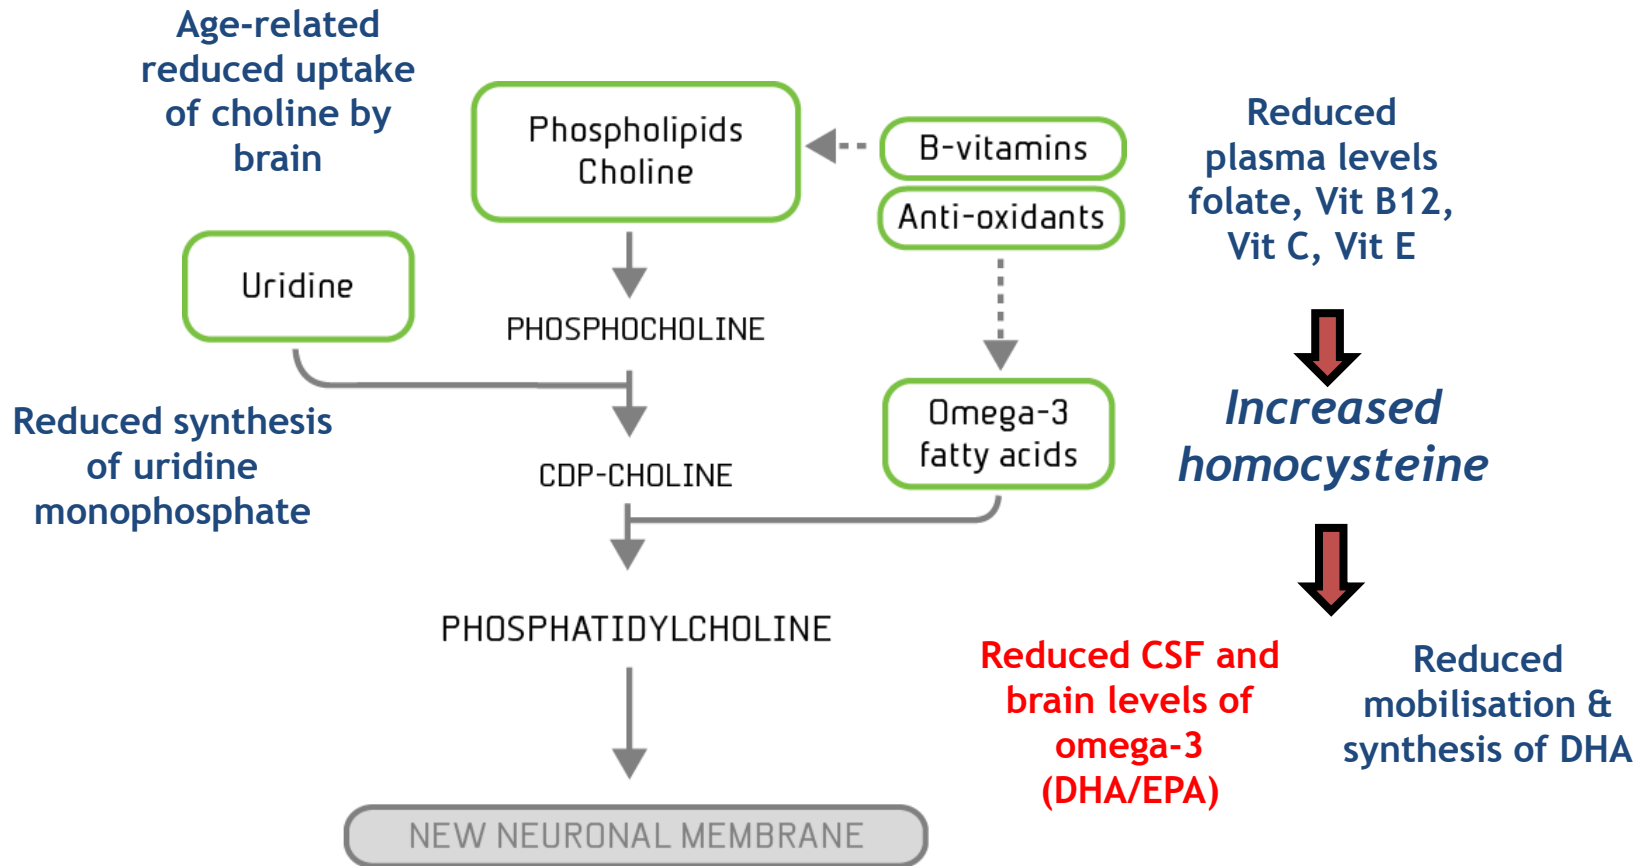 Age-related
reduced uptake
of choline by
brain
Phospholipids
Choline
B-vitamins
Anti-oxidants
Reduced
plasma levels
folate, Vit B12,
Vit C, Vit E
Uridine
PHOSPHOCHOLINE
Reduced synthesis
of uridine
monophosphate
CDP-CHOLINE
Omega-3
fatty acids
Increased
homocysteine
PHOSPHATIDYLCHOLINE
Reduced CSF and
brain levels of
omega-3
(DHA/EPA)
Reduced
mobilisation &
synthesis of DHA
NEW NEURONAL MEMBRANE